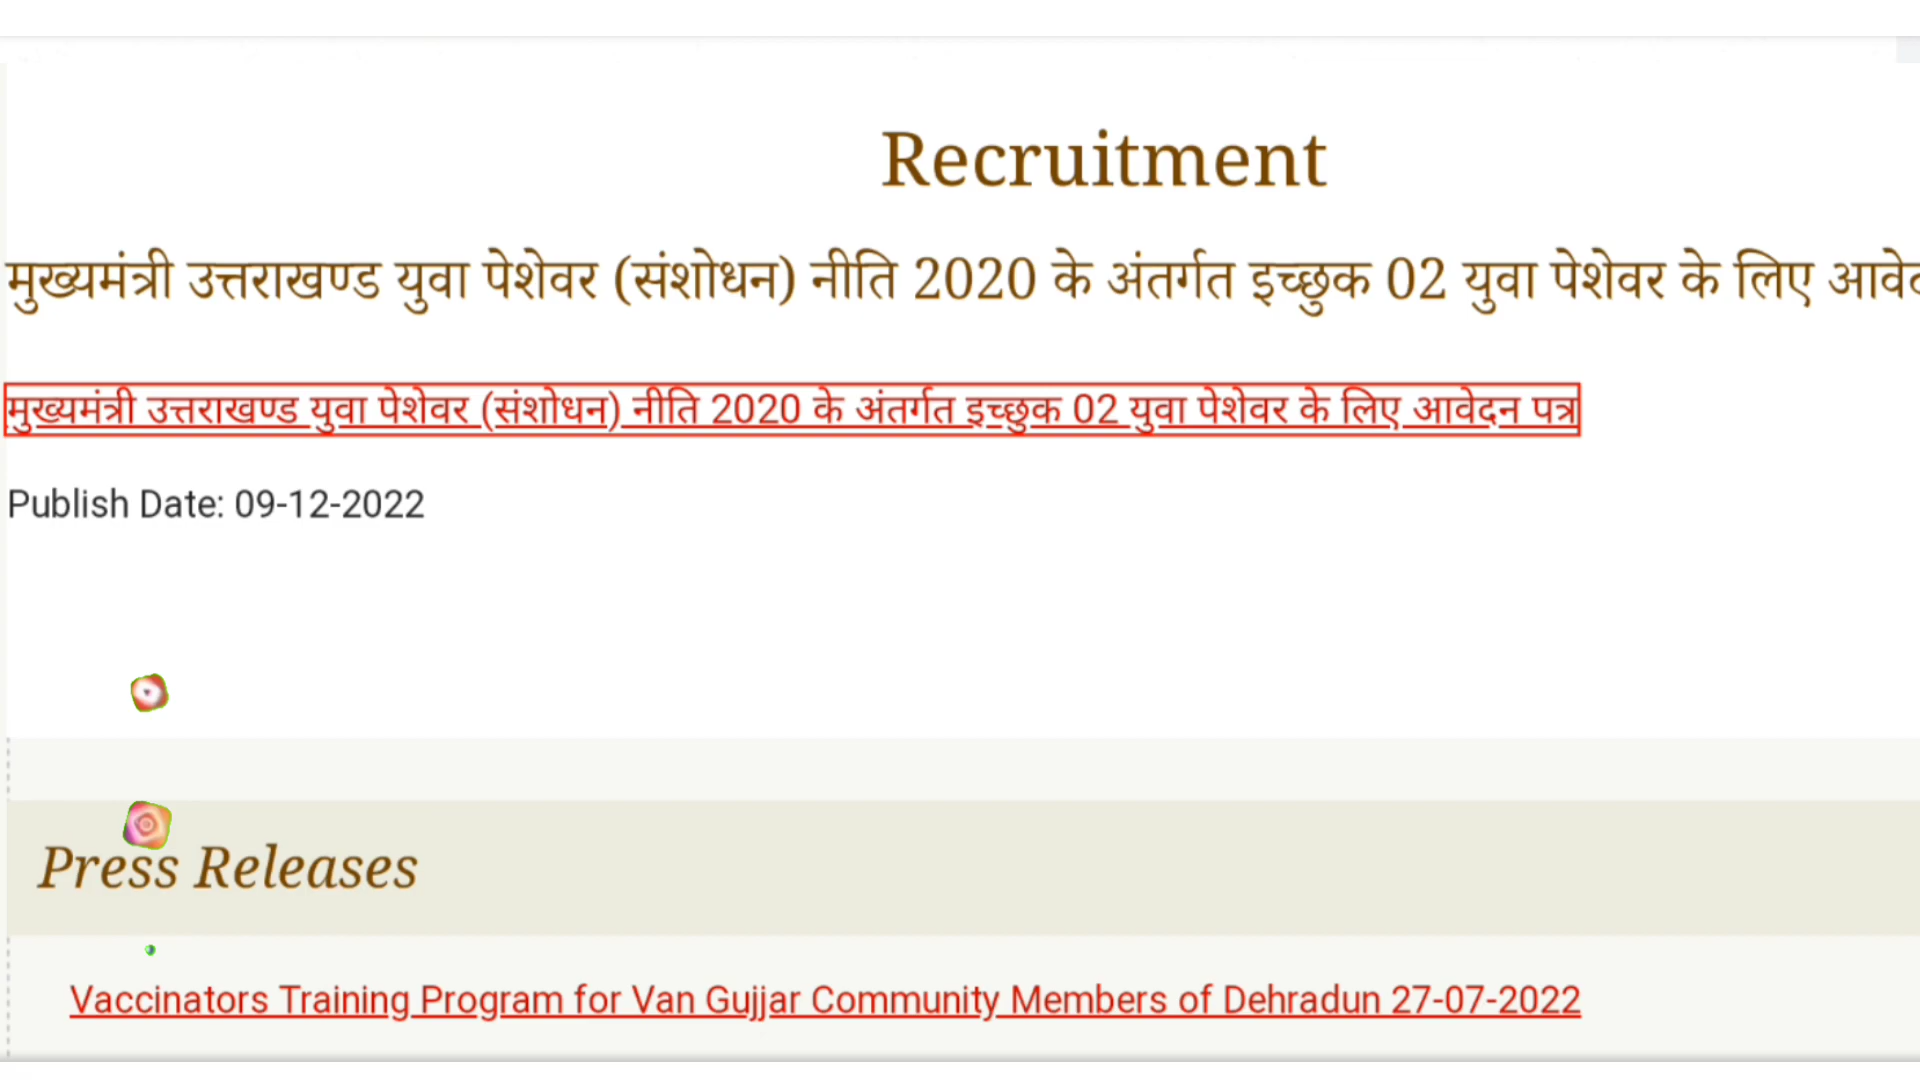 Recruitment
मुख्यमंत्री उत्तराखण्ड युवा पेशेवर (संशोधन) नीति 2020 के अंतर्गत इच्छुक 02 युवा पेशेवर के लिए
मुख्यमंत्री उत्तराखण्ड युवा पेशेवर (संशोधन) नीति 2020 के अंतर्गत इच्छुक 02 युवा पेशेवर के लिए आवेदन पत्र
Publish Date: 09-12-2022
Press Releases
Vaccinators Training Program for Van Gujjar Community Members of Dehradun 27-07-2022